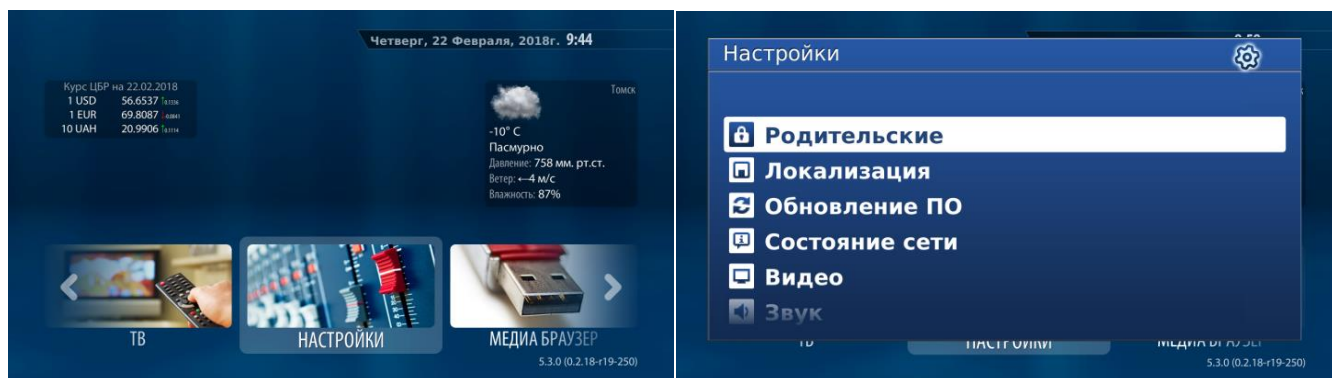 Четверг, 22 Февраля, 2018г. 9:44
Курс ЦБР на 22.02.2018
1 USD 56.6537
1 EUR 69.8087
10 UAH 20.9906
Томск
-10° C
Пасмурно
Давление: 758 мм. рт.ст.
Ветер: ←4 м/с
Влажность: 87%
ТВ
НАСТРОЙКИ
МЕДИА БРАУЗЕР
5.3.0 (0.2.18-r19-250)
Настройки
Родительские
Локализация
Обновление ПО
Состояние сети
Видео
Звук
5.3.0 (0.2.18-r19-250)